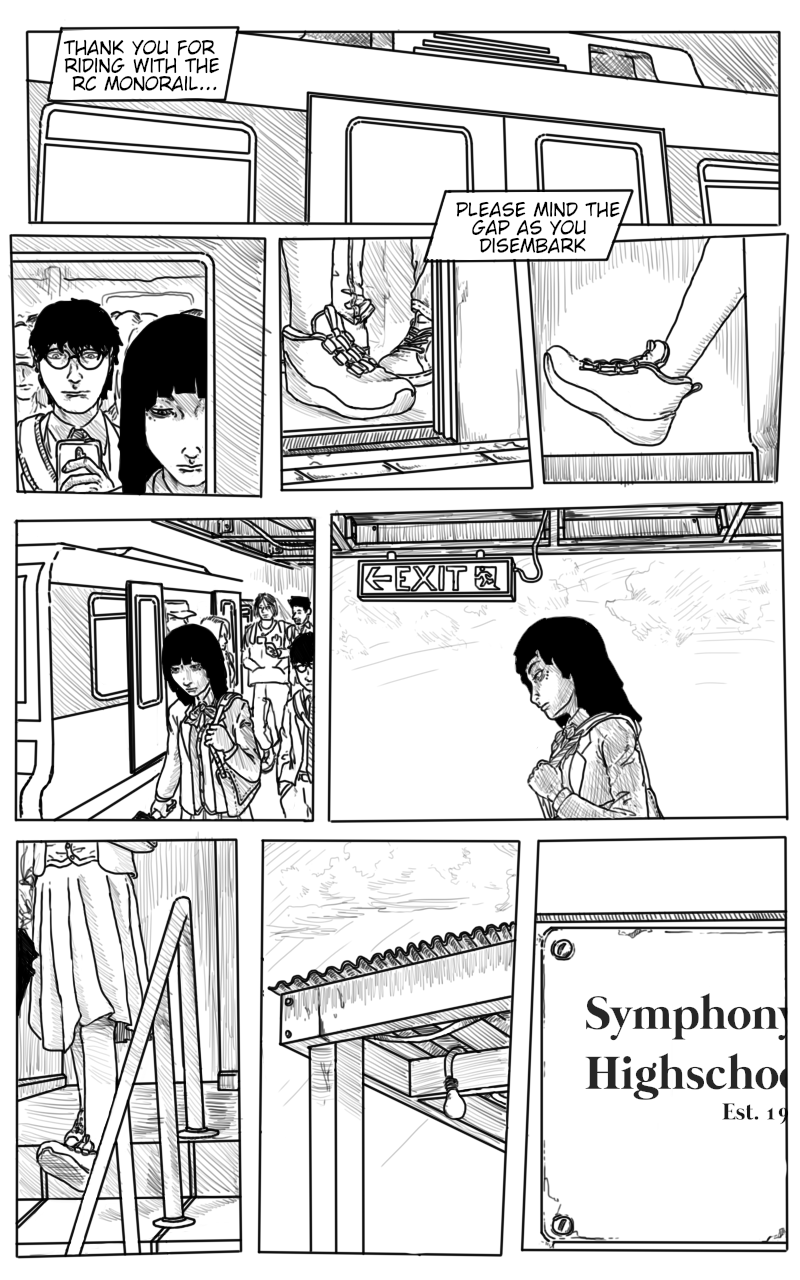 THANK YOU FOR
RIDING WITH THE
RC MONORAIL...
PLEASE MIND THE
GAP AS YOU
DISEMBARK
EXIT
Symphony
Highschoo
Est. 19